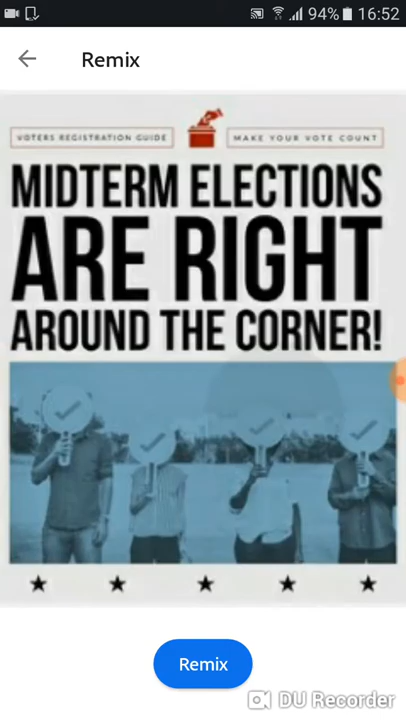 94% 16:52
Remix
VOTERS REGISTRATION GUIDE
MAKE YOUR VOTE COUNT
MIDTERM ELECTIONS
ARE RIGHT
AROUND THE CORNER!
Remix
DU Recorder